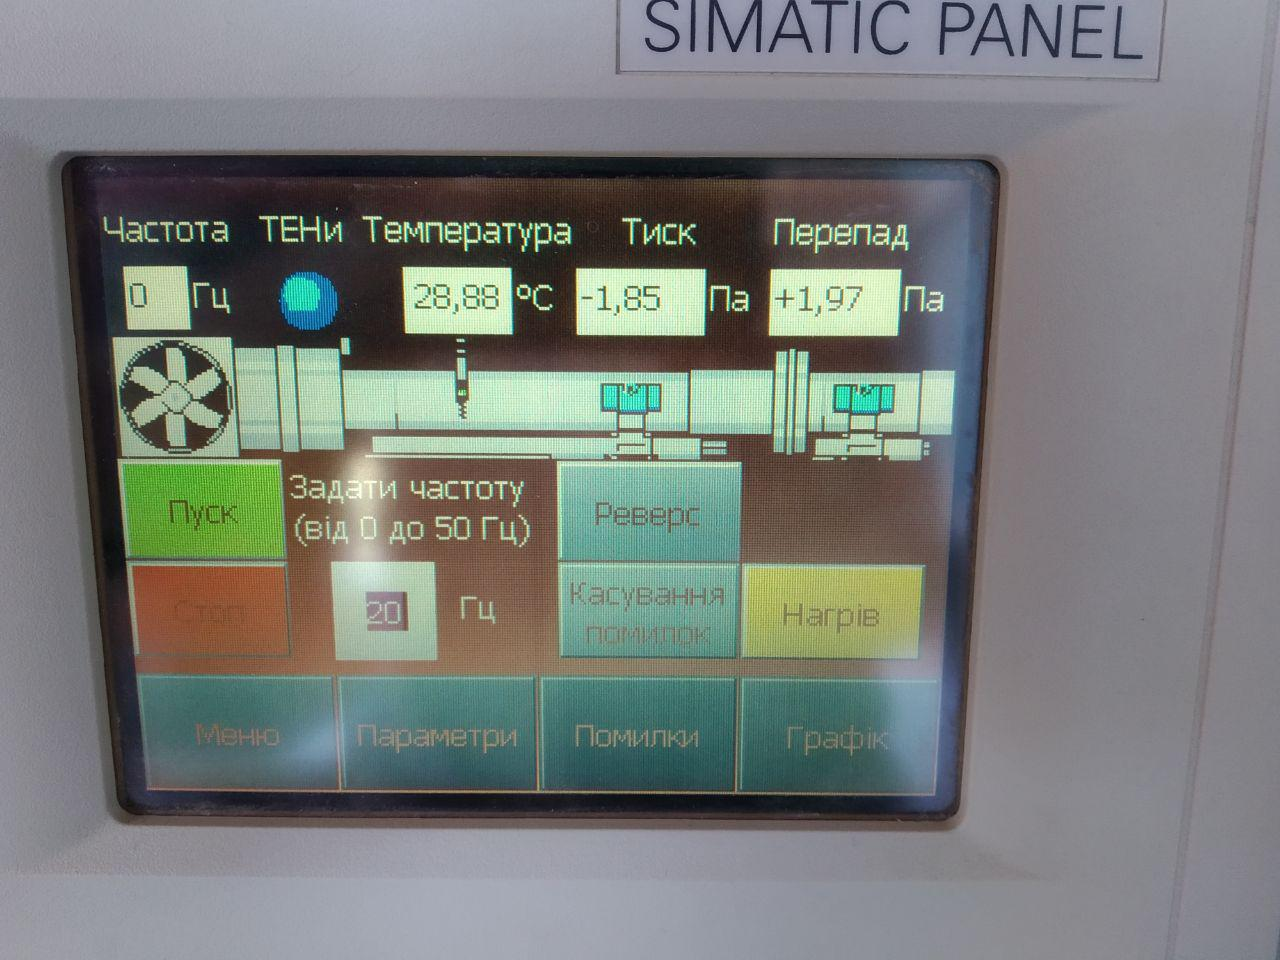 SIMATIC PANEL
Частота ТЕНи Температура Тиск Перепад
0 Гц 28,88 ºC -1,85 Па +1,97 Па
Пуск
Задати частоту
(від 0 до 50 Гц)
Реверс
Стоп
20 Гц
Касування
помилок
Нагрів
Меню Параметри Помилки Графік